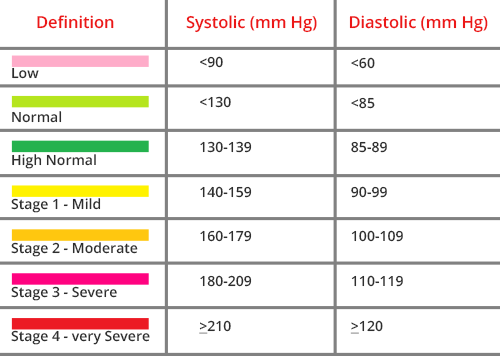 Definition Systolic (mm Hg) Diastolic (mm Hg)
Low <90 <60
Normal <130 <85
High Normal 130-139 85-89
Stage 1 - Mild 140-159 90-99
Stage 2 - Moderate 160-179 100-109
Stage 3 - Severe 180-209 110-119
Stage 4 - very Severe ≥210 ≥120